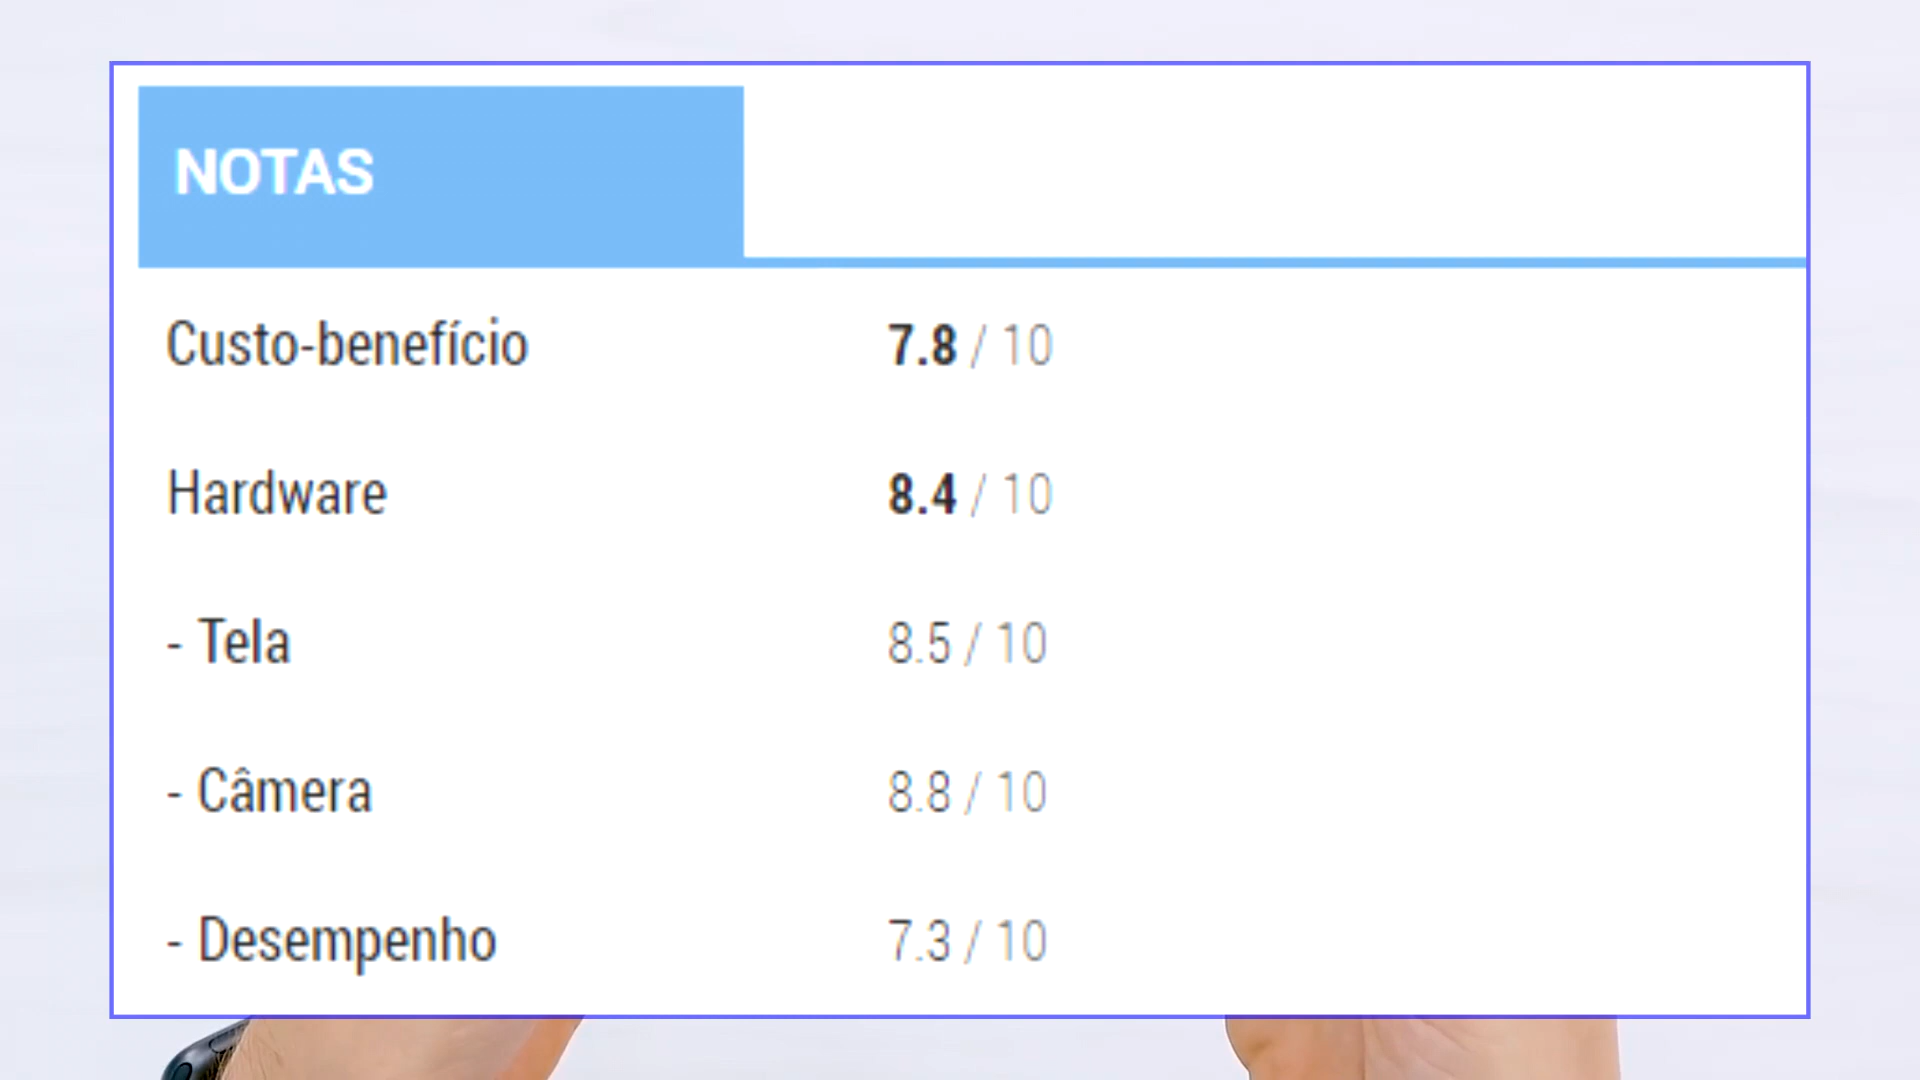 NOTAS
Custo-benefício 7.8 / 10
Hardware 8.4 / 10
- Tela 8.5 / 10
- Câmera 8.8 / 10
- Desempenho 7.3 / 10